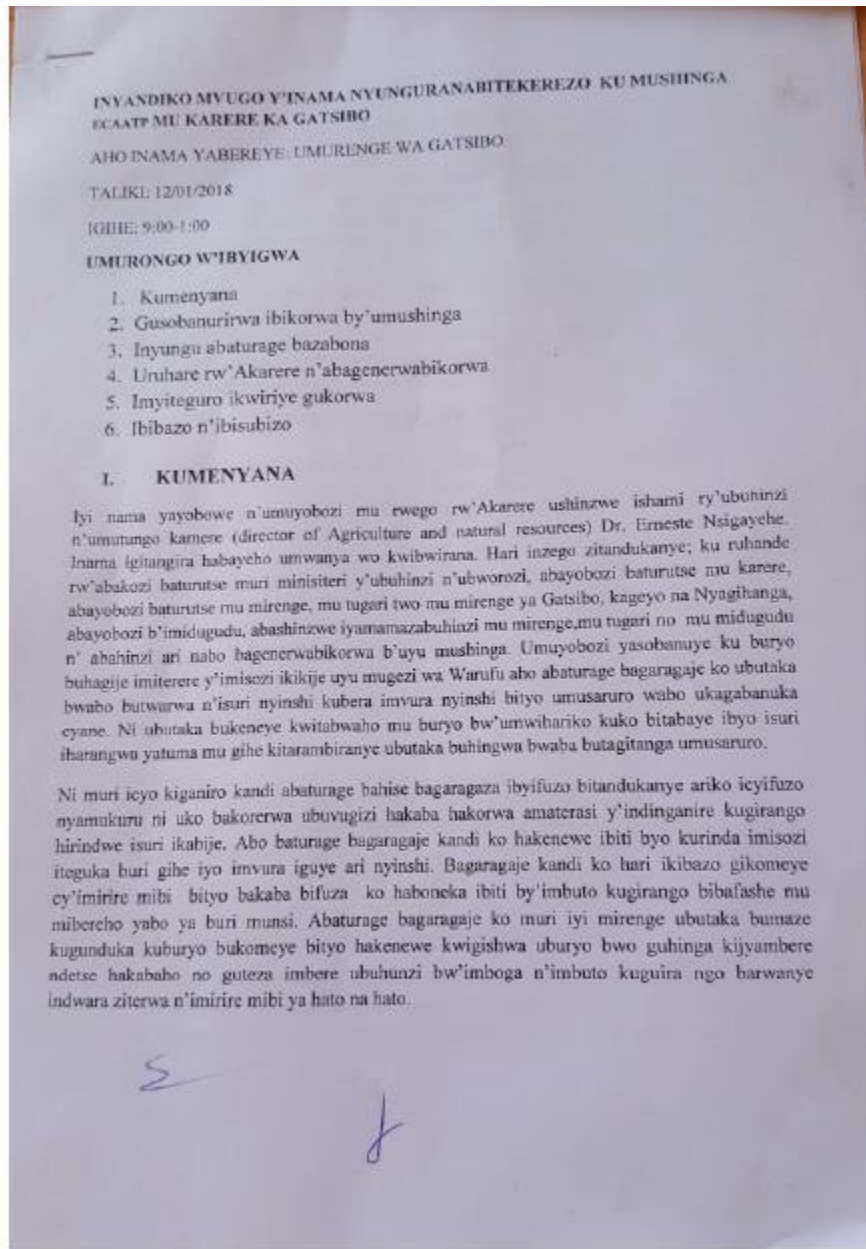 INYANDIKO MVUGO Y'INAMA NYUNGURANABITEKEREZO KU MUSHINGA
ECAATP MU KARERE KA GATSIBO
AHO INAMA YABEREYE: UMURENGE WA GATSIBO
TALIKI: 12/01/2018
IGIHE: 9:00-1:00
UMURONGO W'IBYIGWA
1. Kumenyana
2. Gusobanurirwa ibikorwa by'umushinga
3. Inyungu abaturage bazabona
4. Uruhare rw'Akarere n'abagenerwabikorwa
5. Imyiteguro ikwiriye gukorwa
6. Ibibazo n'ibisubizo
I. KUMENYANA
Iyi nama yayobowe n'umuyobozi mu rwego rw'Akarere ushinzwe ishami ry'ubuhinzi
n'umutungo kamere (director of Agriculture and natural resources) Dr. Erneste Nsigayehe.
Inama igitangira habayeho umwanya wo kwibwirana. Hari inzego zitandukanye; ku ruhande
rw'abakozi baturutse muri minisiteri y'ubuhinzi n'ubworozi, abayobozi baturutse mu karere,
abayobozi baturutse mu mirenge, mu tugari two mu mirenge ya Gatsibo, kageyo na Nyagihanga,
abayobozi b'imidugudu, abashinzwe iyamamazabuhinzi mu mirenge,mu tugari no mu midugudu
n' abahinzi ari nabo bagenerwabikorwa b'uyu mushinga. Umuyobozi yasobanuye ku buryo
buhagije imiterere y'imisozi ikikije uyu mugezi wa Warufu aho abaturage bagaragaje ko ubutaka
bwabo butwarwa n'isuri nyinshi kubera imvura nyinshi bityo umusaruro wabo ukagabanuka
cyane. Ni ubutaka bukeneye kwitabwaho mu buryo bw'umwihariko kuko bitabaye ibyo isuri
iharangwa yatuma mu gihe kitarambiranye ubutaka buhingwa bwaba butagitanga umusaruro.
Ni muri icyo kiganiro kandi abaturage bahise bagaragaza ibyifuzo bitandukanye ariko icyifuzo
nyamukuru ni uko bakorerwa ubuvugizi hakaba hakorwa amaterasi y'indinganire kugirango
hirindwe isuri ikabije. Abo baturage bagaragaje kandi ko hakenewe ibiti byo kurinda imisozi
iteguka buri gihe iyo imvura iguye ari nyinshi. Bagaragaje kandi ko hari ikibazo gikomeye
cy'imirire mibi bityo bakaba bifuza ko haboneka ibiti by'imbuto kugirango bibafashe mu
mibereho yabo ya buri munsi. Abaturage bagaragaje ko muri iyi mirenge ubutaka bumaze
kugunduka kuburyo bukomeye bityo hakenewe kwigishwa uburyo bwo guhinga kijyambere
ndetse hakabaho no guteza imbere ubuhunzi bw'imboga n'imbuto kuguira ngo barwanye
indwara ziterwa n'imirire mibi ya hato na hato.